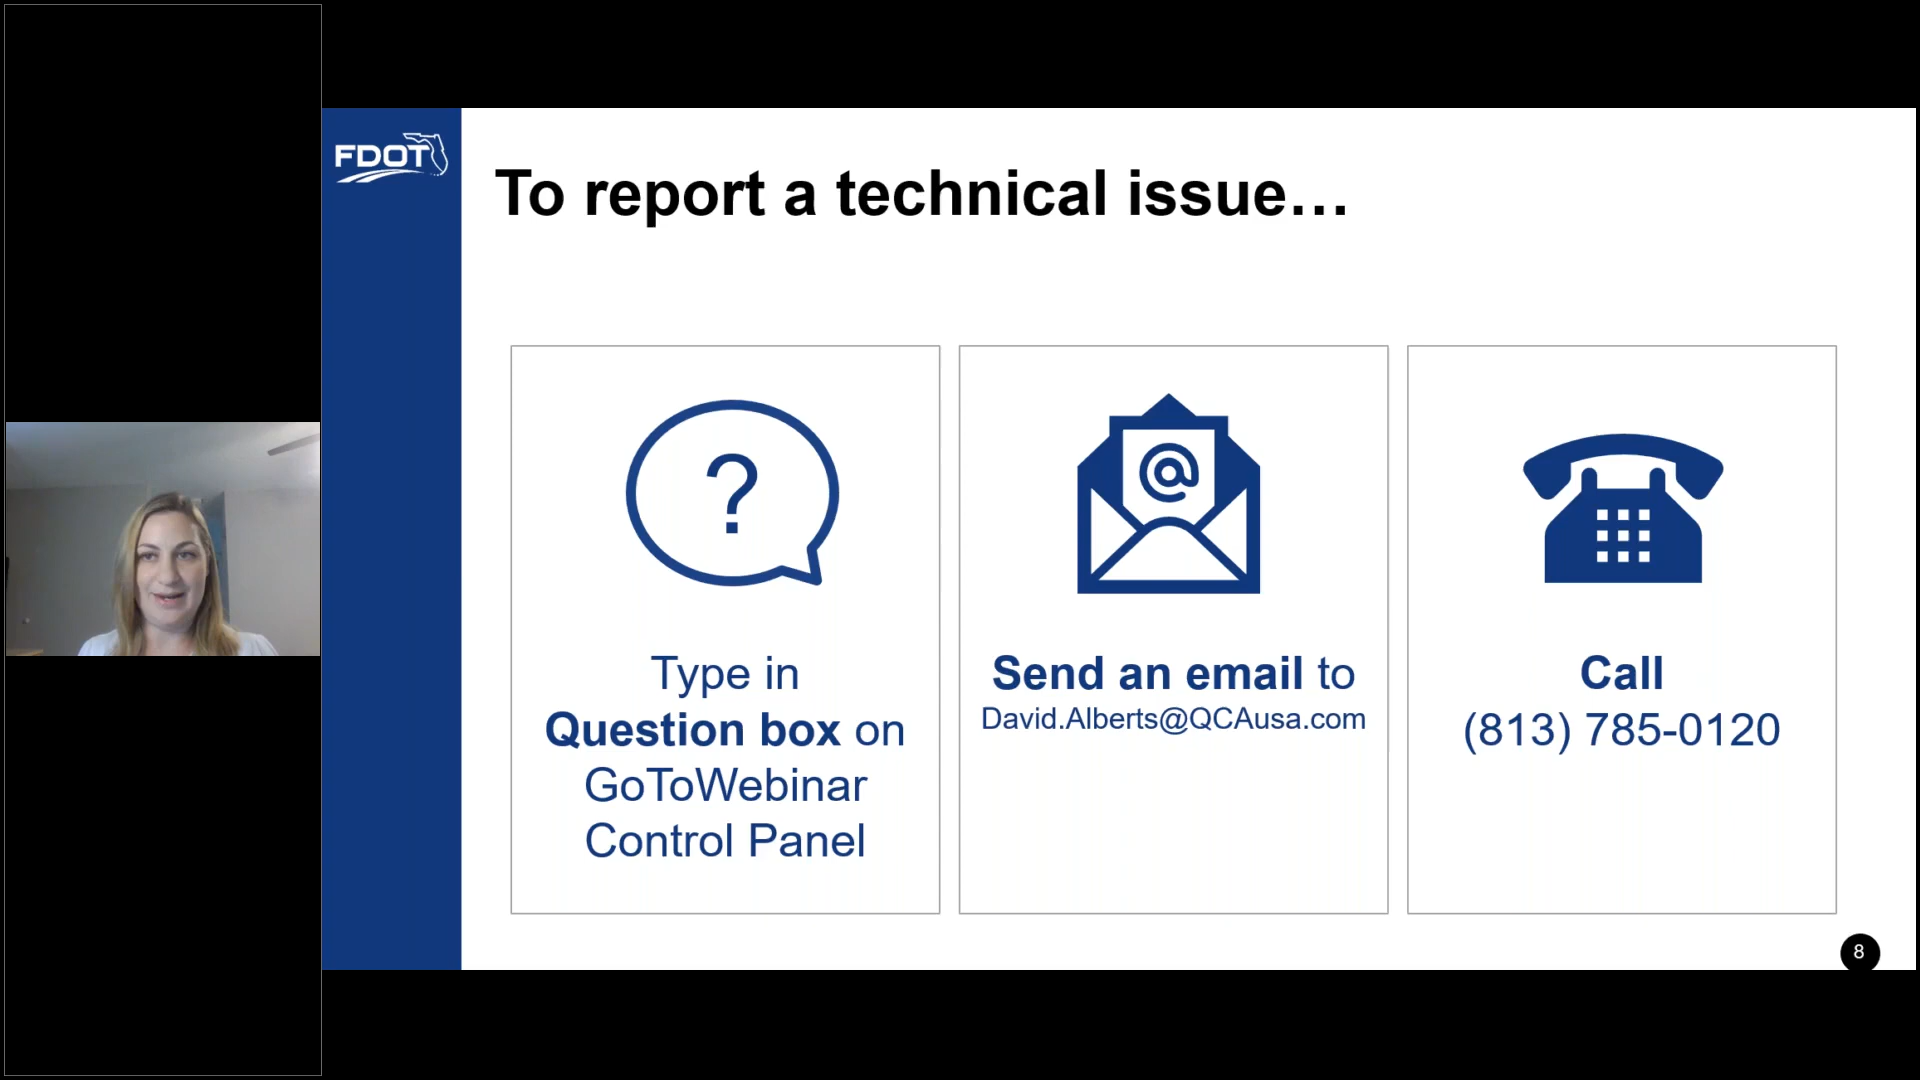 FDOT
To report a technical issue…
?
Type in
Question box on
GoToWebinar
Control Panel
@
Send an email to
David.Alberts@QCAusa.com
Call
(813) 785-0120
8